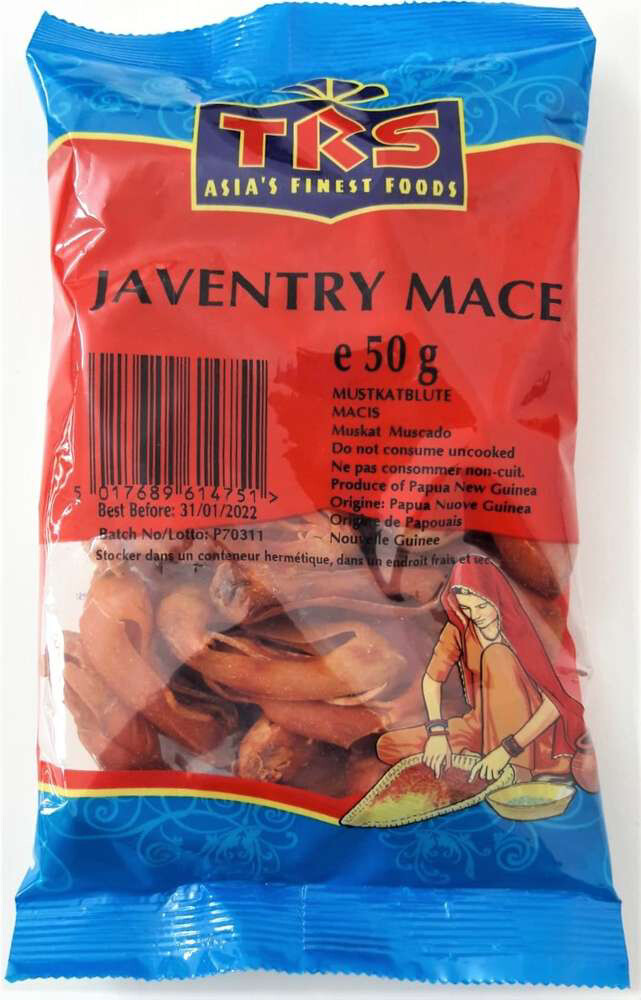 TRS
ASIA'S FINEST FOODS
JAVENTRY MACE
e 50 g
MUSTKATBLUTE
MACIS
Muskat Muscado
Do not consume uncooked
Ne pas consommer non-cuit.
Produce of Papua New Guinea
Origine: Papua Nuove Guinea
Origine de Papouais
Nouvelle Guinee
5 017689 614751 >
Best Before: 31/01/2022
Batch No/Lotto: P70311
Stocker dans un conteneur hermétique, dans un endroit frais et sec.